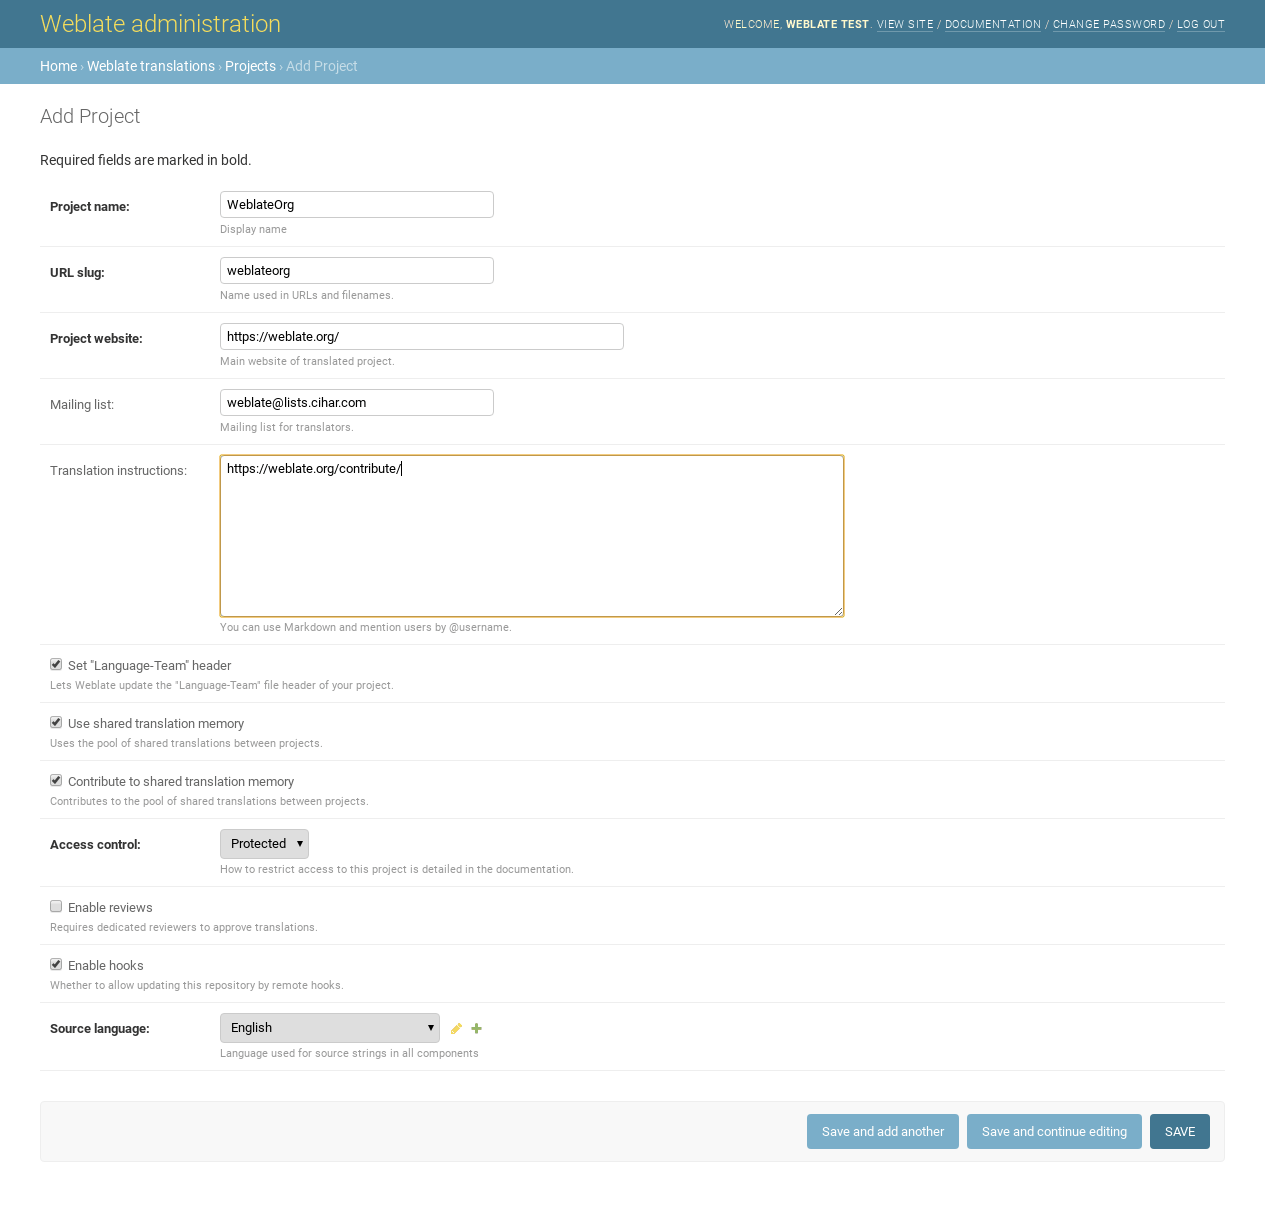 Weblate administration
WELCOME, WEBLATE TEST. VIEW SITE / DOCUMENTATION / CHANGE PASSWORD / LOG OUT
Home › Weblate translations › Projects › Add Project
Add Project
Required fields are marked in bold.
Project name: WeblateOrg
Display name
URL slug: weblateorg
Name used in URLs and filenames.
Project website: https://weblate.org/
Main website of translated project.
Mailing list: weblate@lists.cihar.com
Mailing list for translators.
Translation instructions: https://weblate.org/contribute/
You can use Markdown and mention users by @username.
Set "Language-Team" header
Lets Weblate update the "Language-Team" file header of your project.
Use shared translation memory
Uses the pool of shared translations between projects.
Contribute to shared translation memory
Contributes to the pool of shared translations between projects.
Access control: Protected
How to restrict access to this project is detailed in the documentation.
Enable reviews
Requires dedicated reviewers to approve translations.
Enable hooks
Whether to allow updating this repository by remote hooks.
Source language: English
Language used for source strings in all components
Save and add another Save and continue editing SAVE